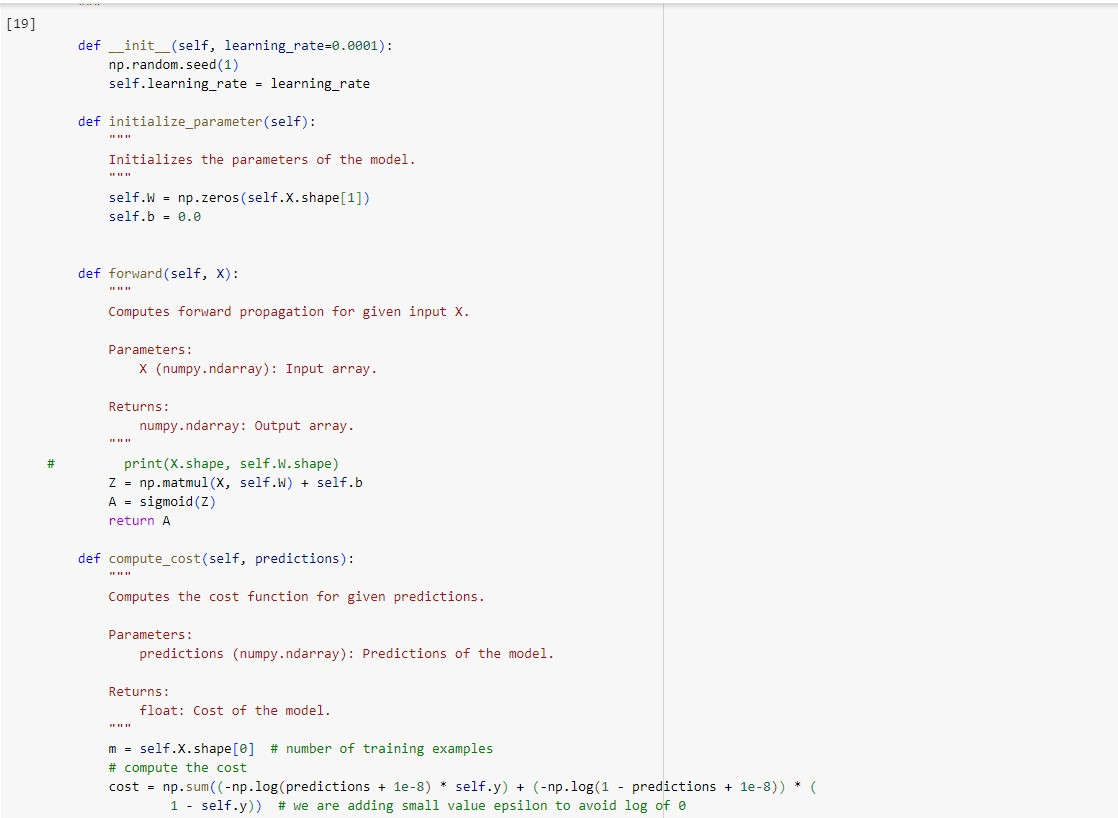 """
[19]
def __init__(self, learning_rate=0.0001):
np.random.seed(1)
self.learning_rate = learning_rate
def initialize_parameter(self):
"""
Initializes the parameters of the model.
"""
self.W = np.zeros(self.X.shape[1])
self.b = 0.0
def forward(self, X):
"""
Computes forward propagation for given input X.
Parameters:
X (numpy.ndarray): Input array.
Returns:
numpy.ndarray: Output array.
"""
# print(X.shape, self.W.shape)
Z = np.matmul(X, self.W) + self.b
A = sigmoid(Z)
return A
def compute_cost(self, predictions):
"""
Computes the cost function for given predictions.
Parameters:
predictions (numpy.ndarray): Predictions of the model.
Returns:
float: Cost of the model.
"""
m = self.X.shape[0]  # number of training examples
# compute the cost
cost = np.sum((-np.log(predictions + 1e-8) * self.y) + (-np.log(1 - predictions + 1e-8)) * (
1 - self.y))  # we are adding small value epsilon to avoid log of 0